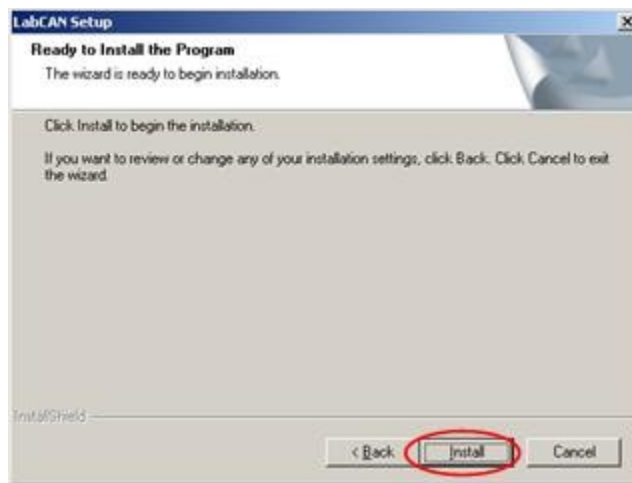 LabCAN Setup
Ready to Install the Program
The wizard is ready to begin installation.
Click Install to begin the installation.
If you want to review or change any of your installation settings, click Back. Click Cancel to exit
the wizard.
InstallShield
< Back
Install
Cancel